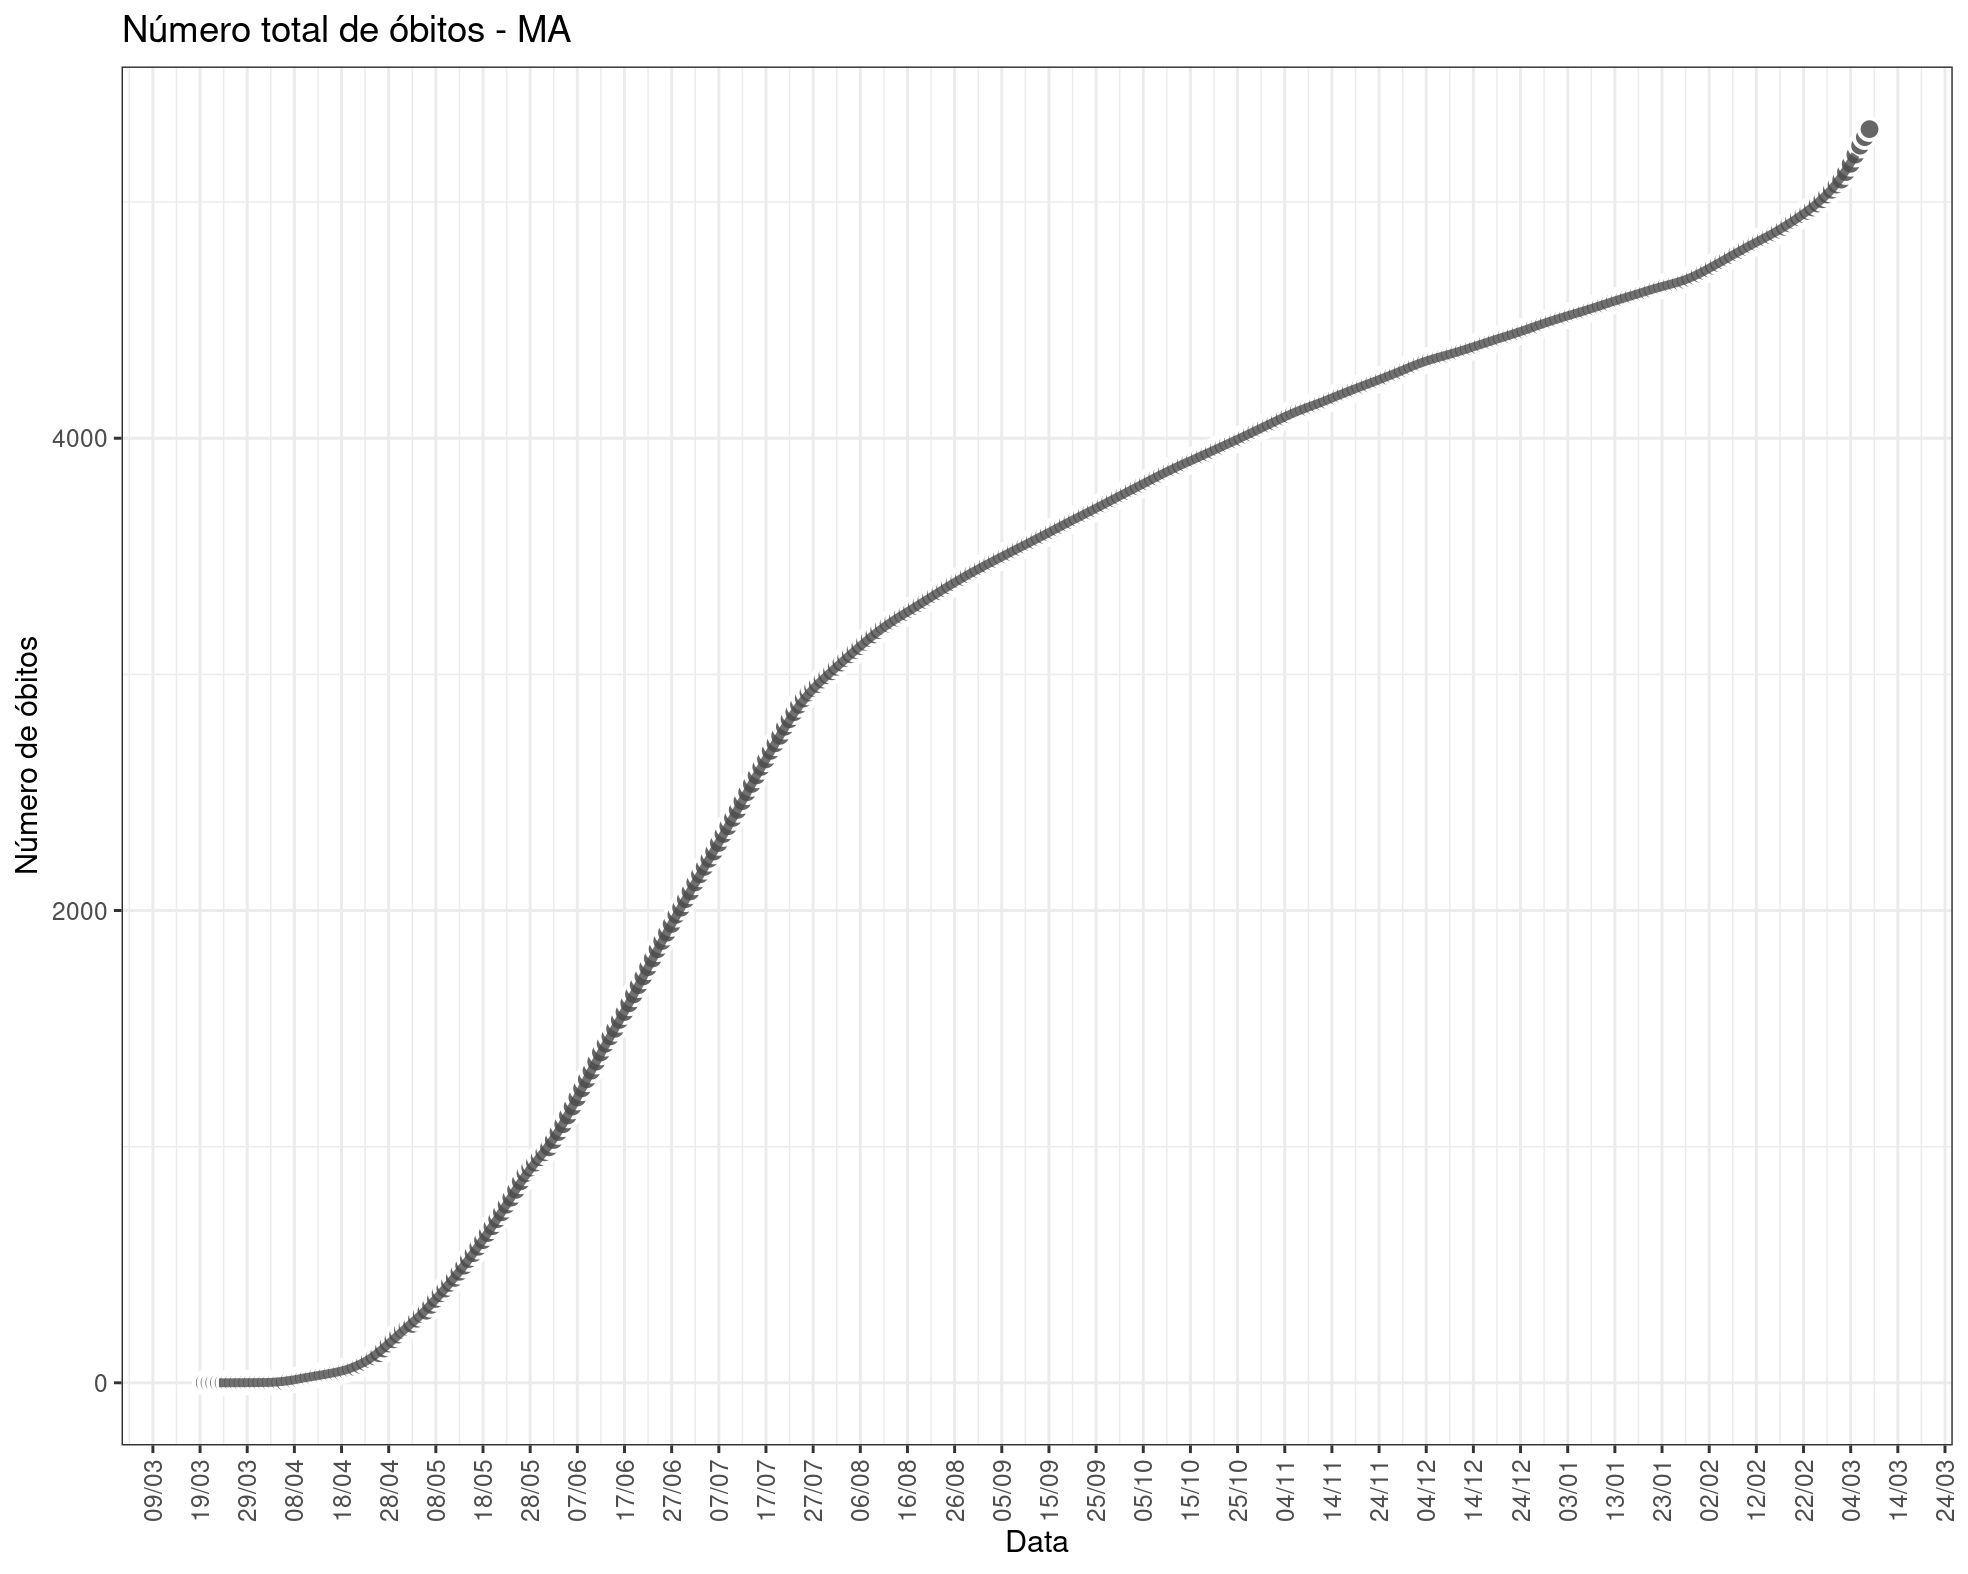 Número total de óbitos - MA
Número de óbitos
4000
2000
0
09/03 19/03 29/03 08/04 18/04 28/04 08/05 18/05 28/05 07/06 17/06 27/06 07/07 17/07 27/07 06/08 16/08 26/08 05/09 15/09 25/09 05/10 15/10 25/10 04/11 14/11 24/11 04/12 14/12 24/12 03/01 13/01 23/01 02/02 12/02 22/02 04/03 14/03 24/03
Data